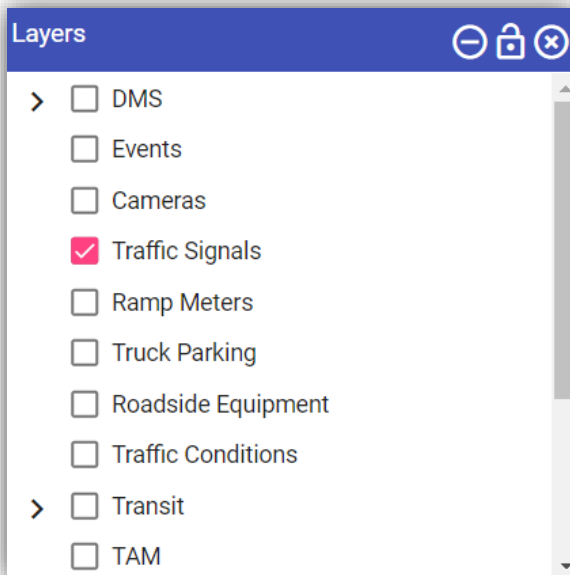 Layers
DMS
Events
Cameras
Traffic Signals
Ramp Meters
Truck Parking
Roadside Equipment
Traffic Conditions
Transit
TAM